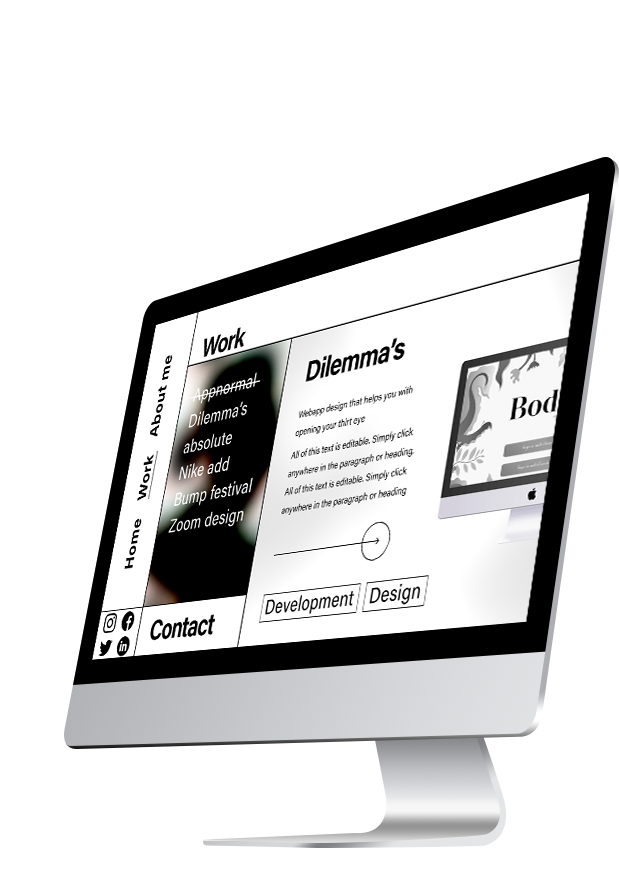 About me
Work
Home
Work
Appnormal
Dilemma's
absolute
Nike add
Bump festival
Zoom design
Contact
Dilemma's
Webapp design that helps you with
opening your thirt eye
All of this text is editable. Simply click
anywhere in the paragraph or heading.
All of this text is editable. Simply click
anywhere in the paragraph or heading
Development
Design
Bod